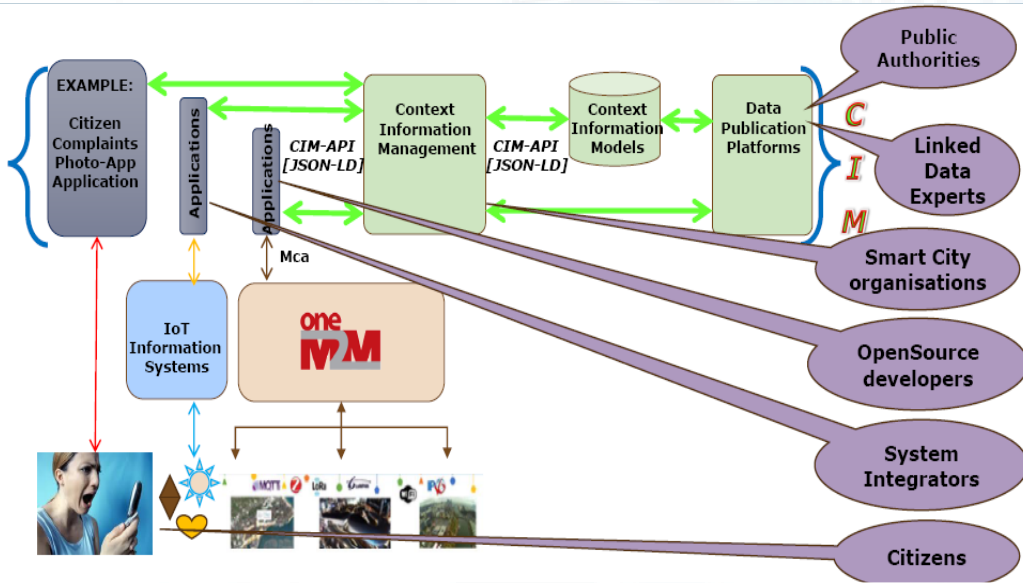 EXAMPLE:
Citizen
Complaints
Photo-App
Application
Applications
Applications
CIM-API
[JSON-LD]
Context
Information
Management
CIM-API
[JSON-LD]
Context
Information
Models
Data
Publication
Platforms
C
I
M
Public
Authorities
Linked
Data
Experts
Smart City
organisations
OpenSource
developers
System
Integrators
Citizens
Mca
IoT
Information
Systems
one
M2M
LoRa